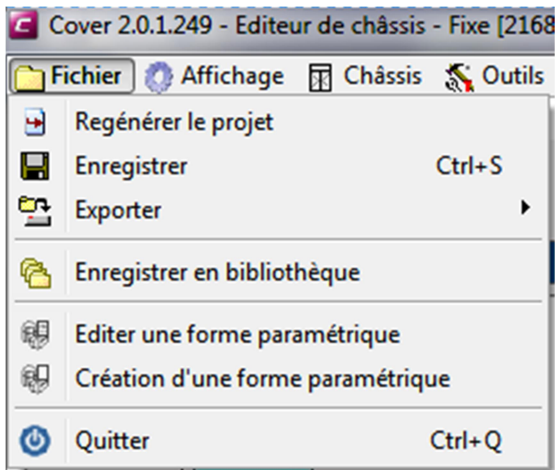 Cover 2.0.1.249 - Editeur de châssis - Fixe [2168
Fichier Affichage Châssis Outils
Regénérer le projet
Enregistrer Ctrl+S
Exporter
Enregistrer en bibliothèque
Editer une forme paramétrique
Création d'une forme paramétrique
Quitter Ctrl+Q